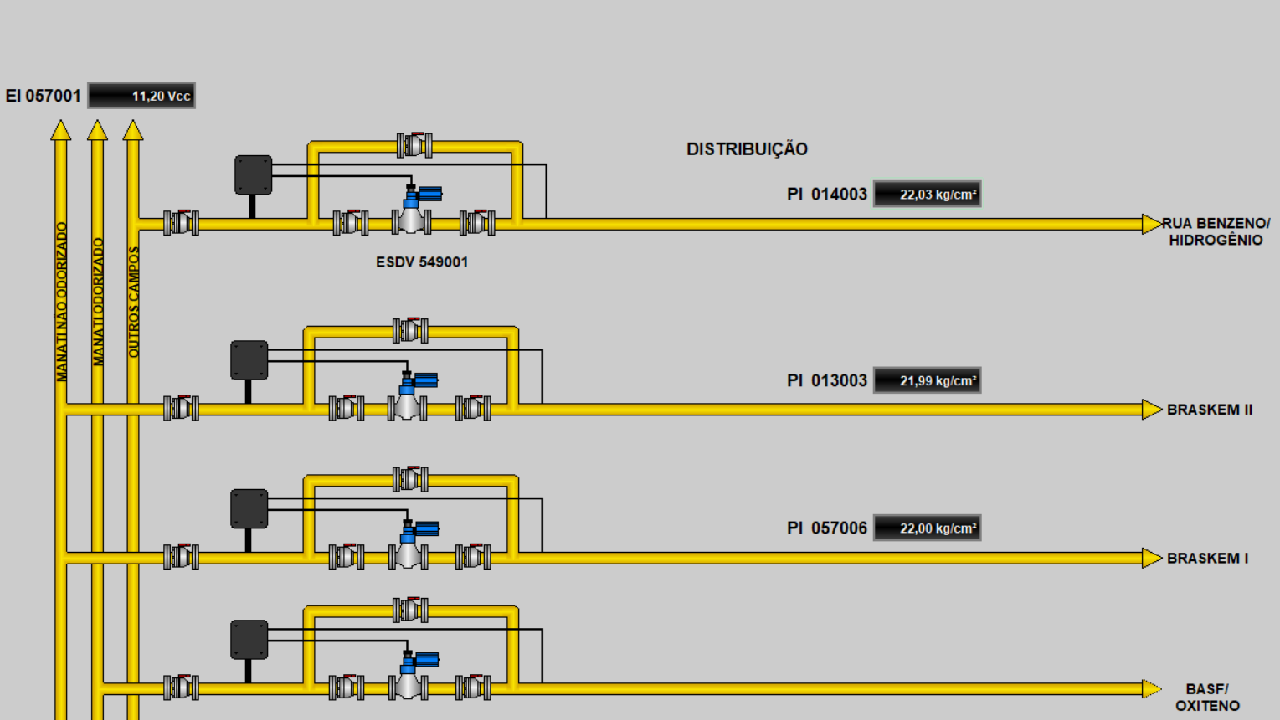 EI 057001 11,20 Vcc
DISTRIBUIÇÃO
PI 014003 22,03 kg/cm²
RUA BENZENO/
HIDROGÊNIO
ESDV 549001
MANATI NÃO ODORIZADO
MANATI ODORIZADO
OUTROS CAMPOS
PI 013003 21,99 kg/cm²
BRASKEM II
PI 057006 22,00 kg/cm²
BRASKEM I
BASF/
OXITENO